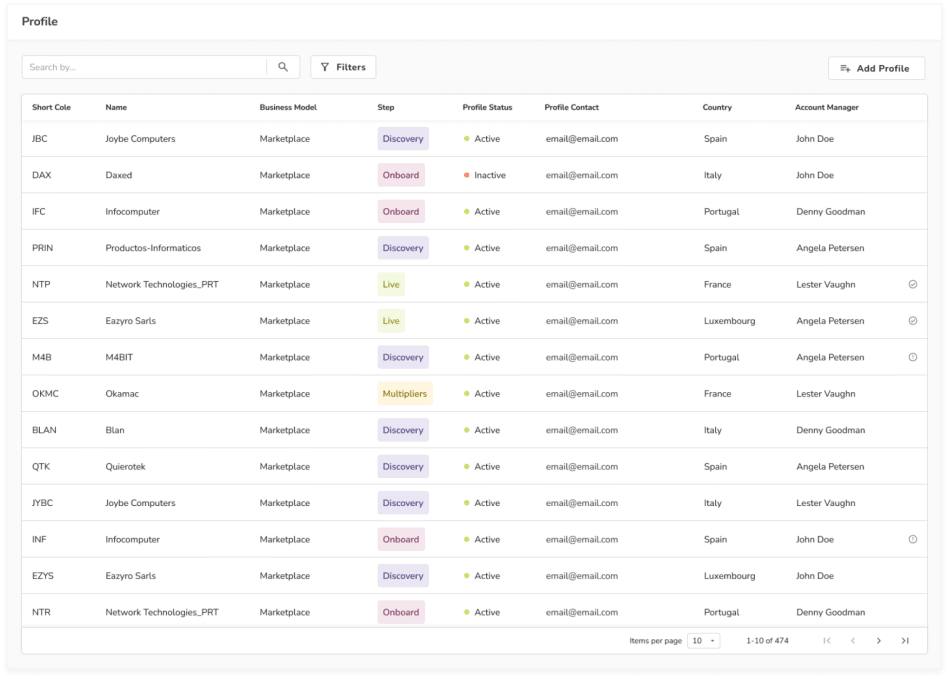 Profile
Search by...
Filters
Add Profile
Short Cole Name Business Model Step Profile Status Profile Contact Country Account Manager
JBC Joybe Computers Marketplace Discovery Active email@email.com Spain John Doe
DAX Daxed Marketplace Onboard Inactive email@email.com Italy John Doe
IFC Infocomputer Marketplace Onboard Active email@email.com Portugal Denny Goodman
PRIN Productos-Informaticos Marketplace Discovery Active email@email.com Spain Angela Petersen
NTP Network Technologies_PRT Marketplace Live Active email@email.com France Lester Vaughn
EZS Eazyro Sarls Marketplace Live Active email@email.com Luxembourg Angela Petersen
M4B M4BIT Marketplace Discovery Active email@email.com Portugal Angela Petersen
OKMC Okamac Marketplace Multipliers Active email@email.com France Lester Vaughn
BLAN Blan Marketplace Discovery Active email@email.com Italy Denny Goodman
QTK Quierotek Marketplace Discovery Active email@email.com Spain Angela Petersen
JYBC Joybe Computers Marketplace Discovery Active email@email.com Italy Lester Vaughn
INF Infocomputer Marketplace Onboard Active email@email.com Spain John Doe
EZYS Eazyro Sarls Marketplace Discovery Active email@email.com Luxembourg John Doe
NTR Network Technologies_PRT Marketplace Onboard Active email@email.com Portugal Denny Goodman
Items per page 10 1-10 of 474